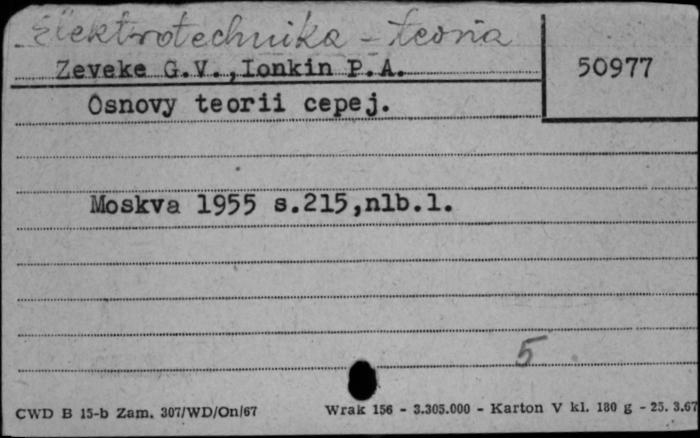 Elektrotechnika - teoria
Zeveke G.V.,Ionkin P.A.
50977
Osnovy teorii cepej.
Moskva 1955 s.215,nlb.1.
5
CWD B 15-b Zam. 307/WD/On/67
Wrak 156 - 3.305.000 - Karton V kl. 180 g - 25. 3.67